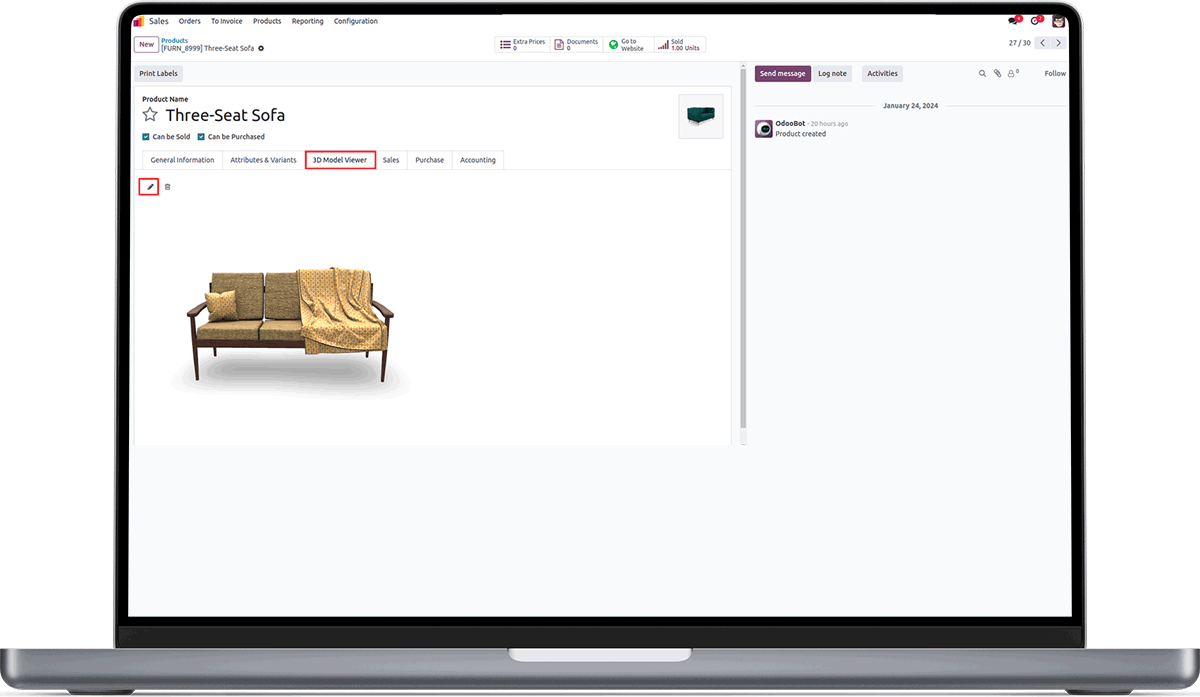 Sales Orders To Invoice Products Reporting Configuration
New
Products
[FURN_8999] Three-Seat Sofa
Extra Prices
0
Documents
0
Go to
Website
Sold
1.00 Units
27 / 30
Print Labels
Send message Log note Activities
0
Follow
Product Name
Three-Seat Sofa
Can be Sold Can be Purchased
General Information Attributes & Variants 3D Model Viewer Sales Purchase Accounting
January 24, 2024
OdooBot - 20 hours ago
Product created